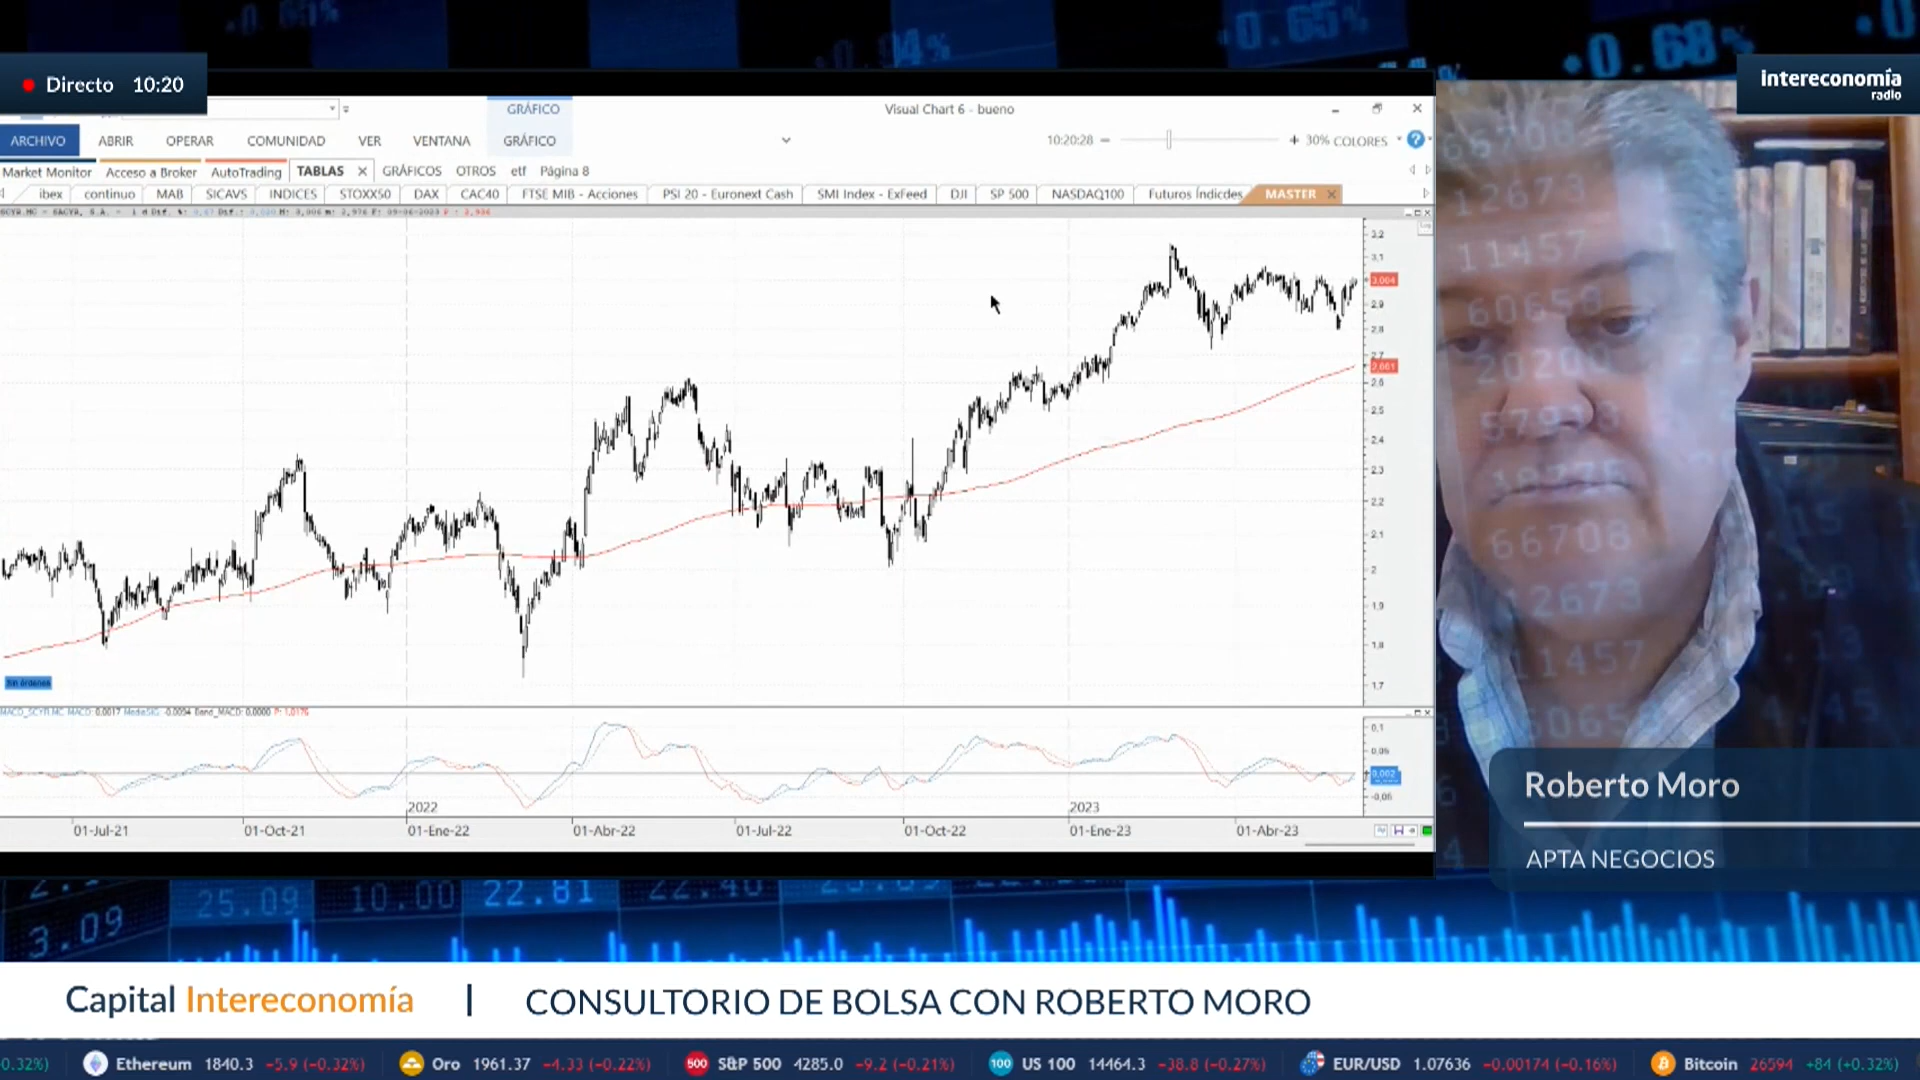 Directo 10:20
intereconomía
radio
GRÁFICO
Visual Chart 6 - bueno
ARCHIVO ABRIR OPERAR COMUNIDAD VER VENTANA GRÁFICO
10:20:28 30% COLORES
Market Monitor Acceso a Broker AutoTrading TABLAS GRÁFICOS OTROS etf Página 8
ibex continuo MAB SICAVS INDICES STOXX50 DAX CAC40 FTSE MIB - Acciones PSI 20 - Euronext Cash SMI Index - ExFeed DJI SP 500 NASDAQ100 Futuros Índicdes MASTER
3,2
3,1
3,004
2,9
2,8
2,7
2,661
2,6
2,5
2,4
2,3
2,2
2,1
2
1,9
1,8
1,7
Sin órdenes
0,1
0,05
0,002
-0,05
2022 2023
01-Jul-21 01-Oct-21 01-Ene-22 01-Abr-22 01-Jul-22 01-Oct-22 01-Ene-23 01-Abr-23
Roberto Moro
APTA NEGOCIOS
Capital Intereconomía | CONSULTORIO DE BOLSA CON ROBERTO MORO
0.32%) Ethereum 1840.3 -5.9 (-0.32%) Oro 1961.37 -4.33 (-0.22%) 500 S&P 500 4285.0 -9.2 (-0.21%) 100 US 100 14464.3 -38.8 (-0.27%) EUR/USD 1.07636 -0.00174 (-0.16%) Bitcoin 26594 +84 (+0.32%)